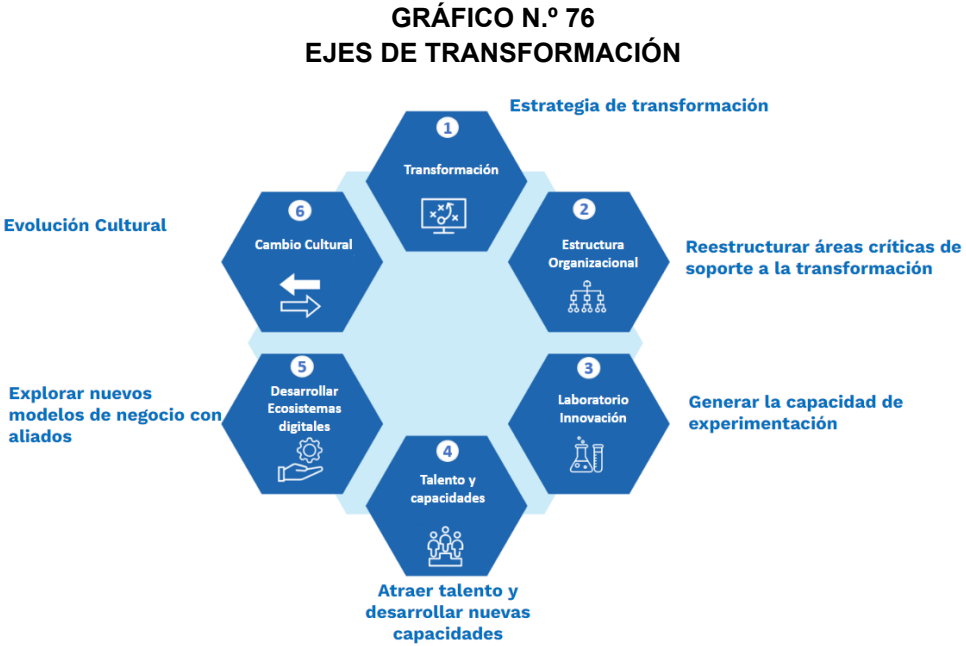 GRÁFICO N.º 76
EJES DE TRANSFORMACIÓN
Estrategia de transformación
1
Transformación
2
Estructura
Organizacional
Reestructurar áreas críticas de
soporte a la transformación
3
Laboratorio
Innovación
Generar la capacidad de
experimentación
4
Talento y
capacidades
Atraer talento y
desarrollar nuevas
capacidades
5
Desarrollar
Ecosistemas
digitales
Explorar nuevos
modelos de negocio con
aliados
6
Cambio Cultural
Evolución Cultural